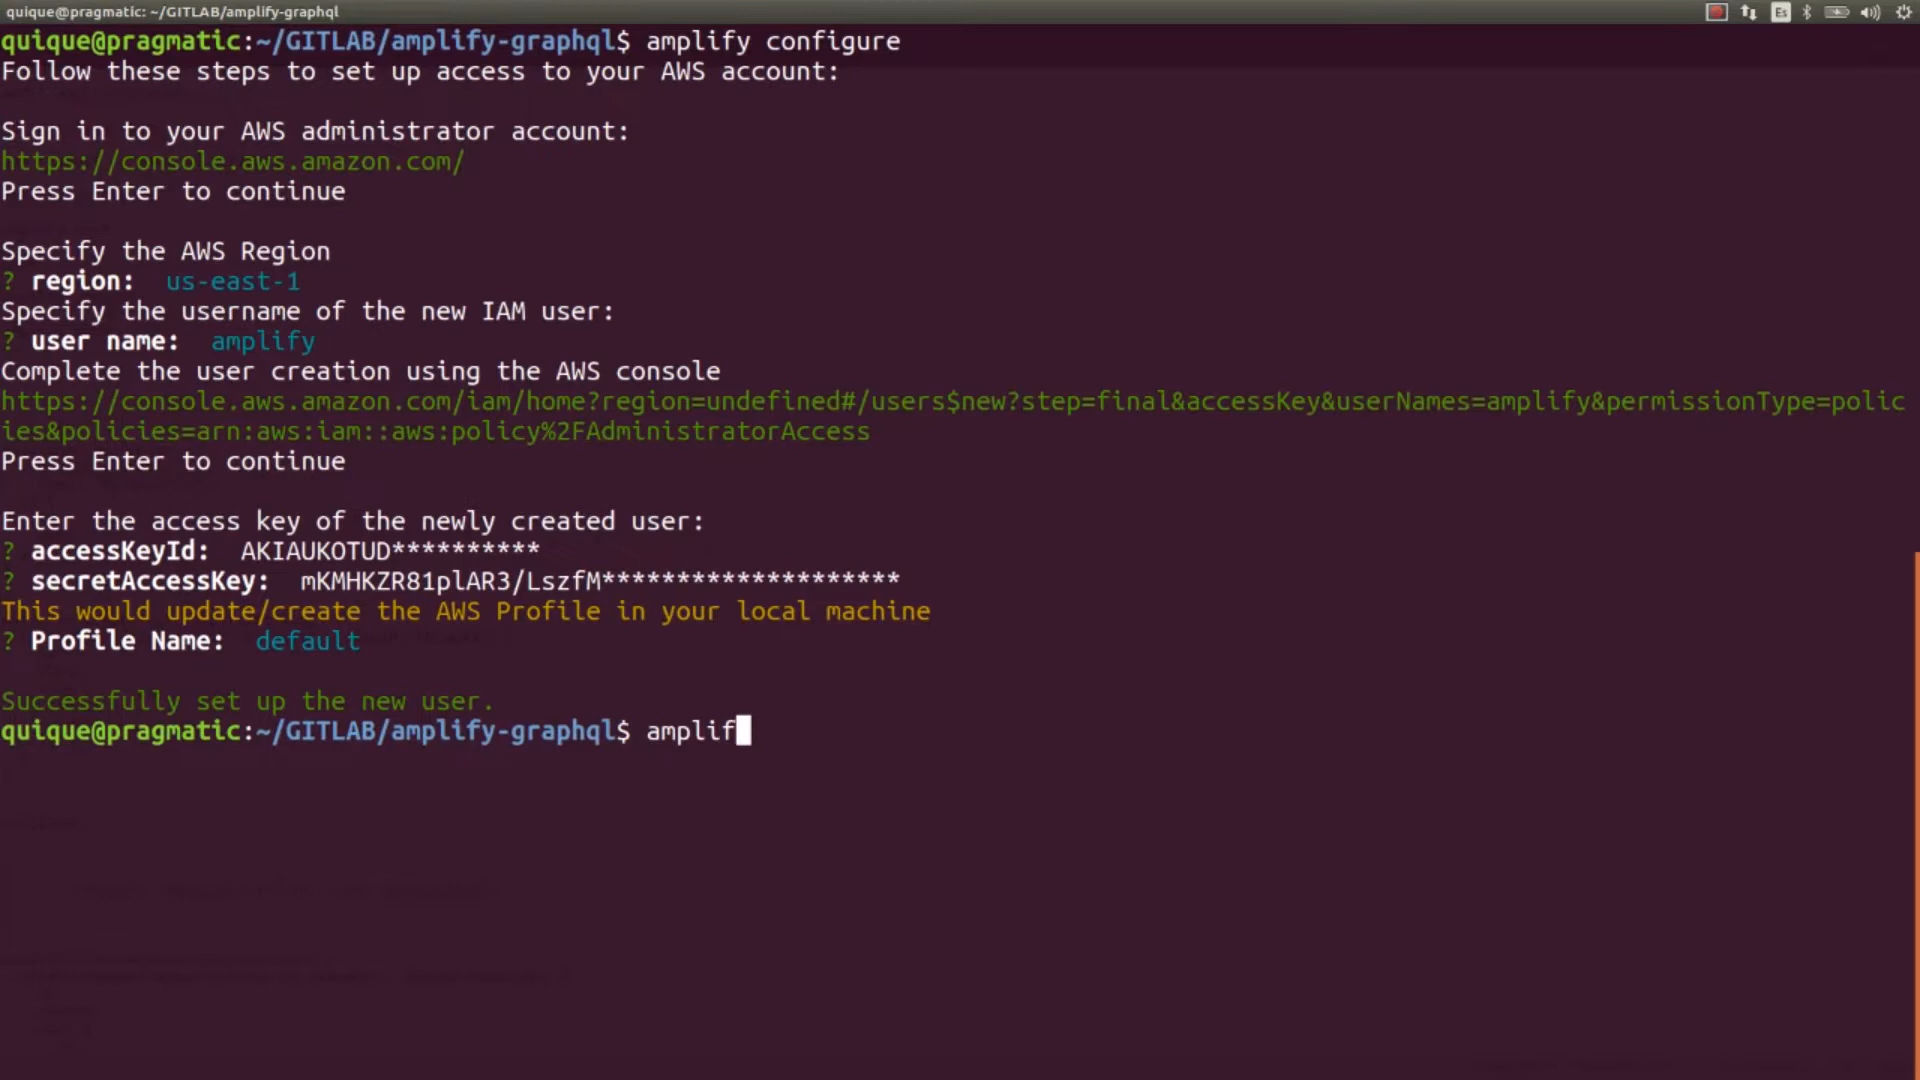 quique@pragmatic: ~/GITLAB/amplify-graphql
Es
quique@pragmatic:~/GITLAB/amplify-graphql$ amplify configure
Follow these steps to set up access to your AWS account:
Sign in to your AWS administrator account:
https://console.aws.amazon.com/
Press Enter to continue
Specify the AWS Region
? region:  us-east-1
Specify the username of the new IAM user:
? user name:  amplify
Complete the user creation using the AWS console
https://console.aws.amazon.com/iam/home?region=undefined#/users$new?step=final&accessKey&userNames=amplify&permissionType=polic
ies&policies=arn:aws:iam::aws:policy%2FAdministratorAccess
Press Enter to continue
Enter the access key of the newly created user:
? accessKeyId:  AKIAUKOTUD**********
? secretAccessKey:  mKMHKZR81plAR3/LszfM********************
This would update/create the AWS Profile in your local machine
? Profile Name:  default
Successfully set up the new user.
quique@pragmatic:~/GITLAB/amplify-graphql$ amplif